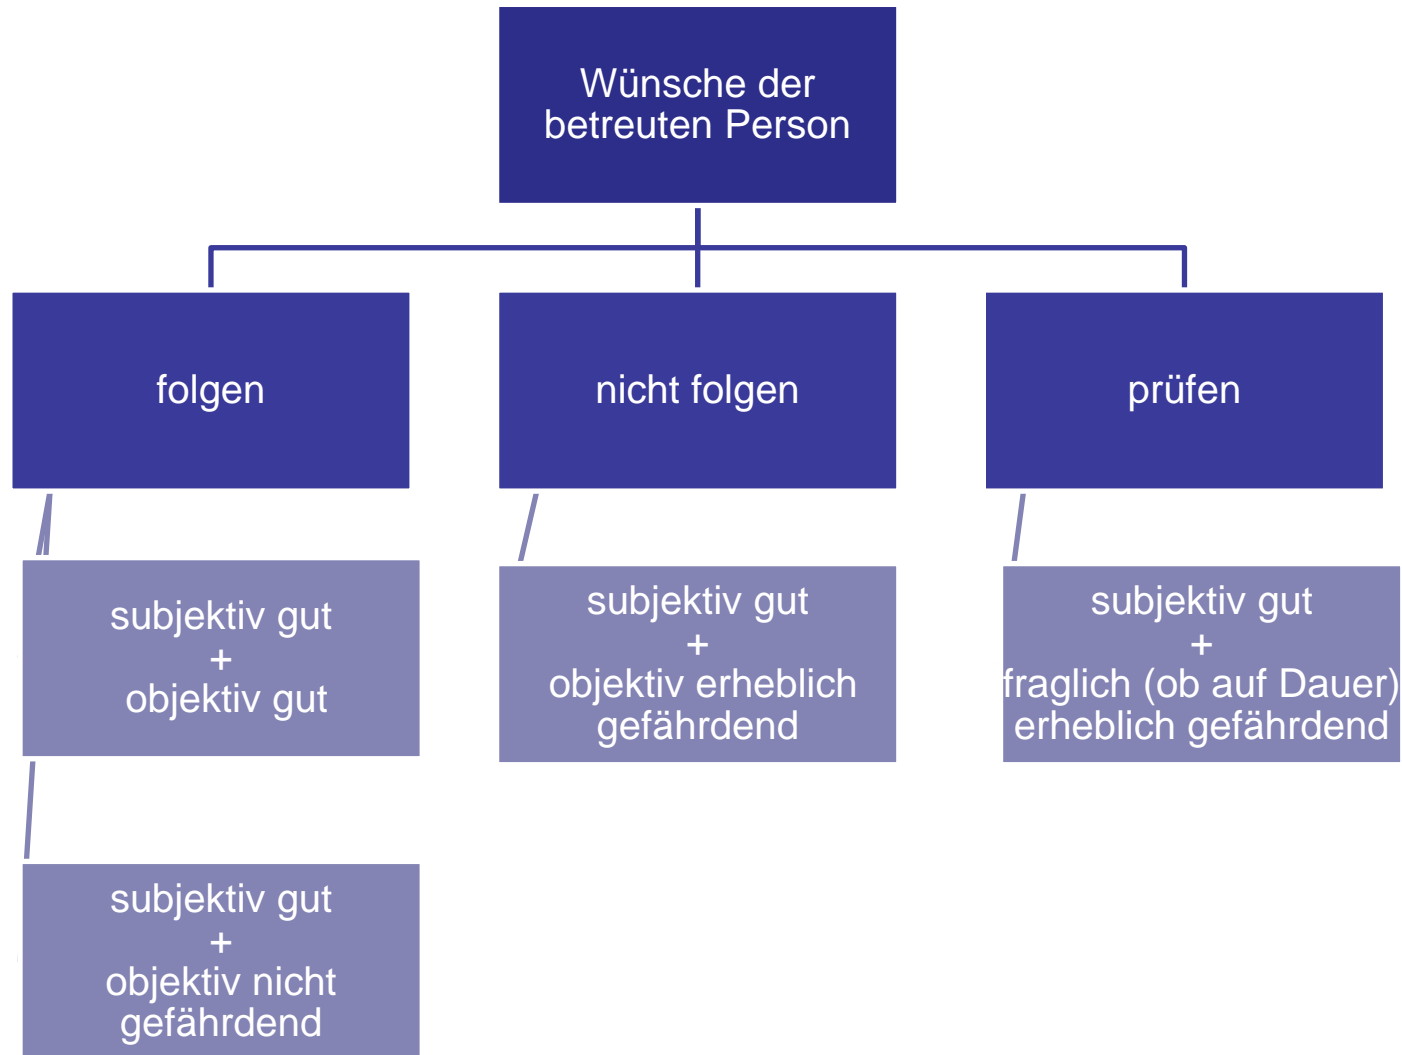 Wünsche der
betreuten Person
folgen
nicht folgen
prüfen
subjektiv gut
+
objektiv gut
subjektiv gut
+
objektiv erheblich
gefährdend
subjektiv gut
+
fraglich (ob auf Dauer)
erheblich gefährdend
subjektiv gut
+
objektiv nicht
gefährdend